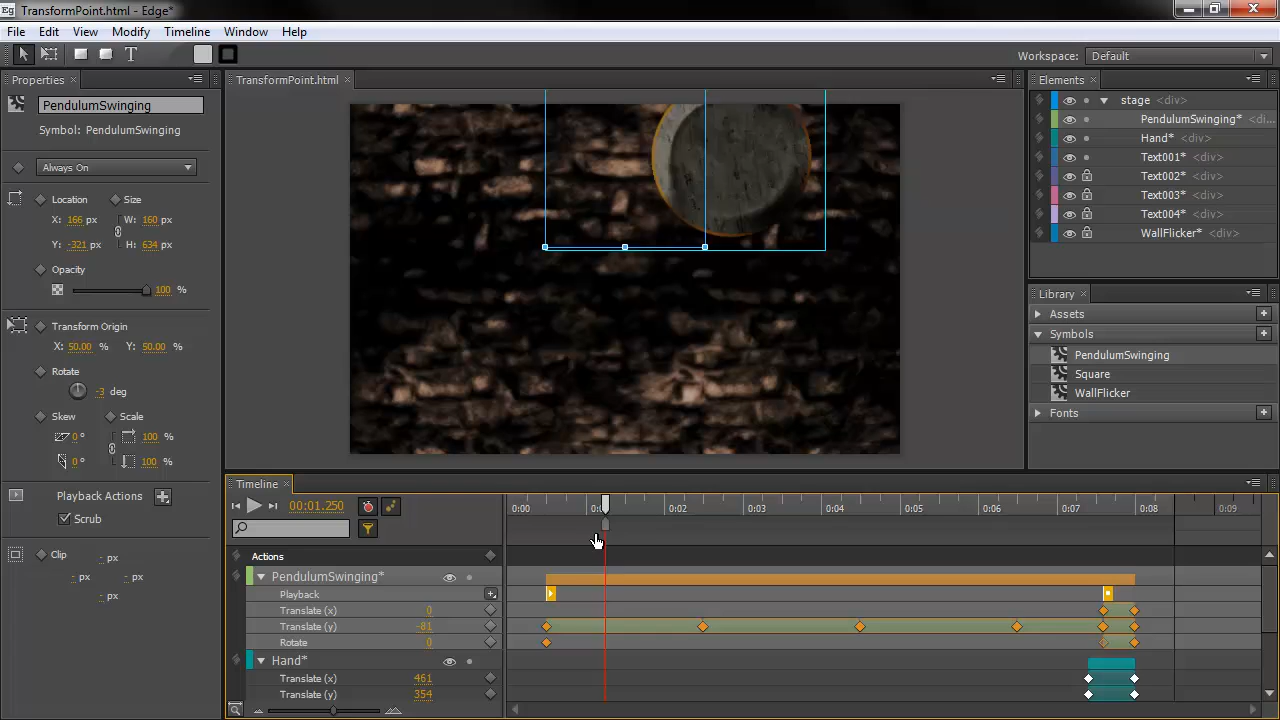 Eg TransformPoint.html - Edge*
File Edit View Modify Timeline Window Help
T Workspace: Default
Properties
PendulumSwinging
Symbol: PendulumSwinging
Always On
Location Size
X: 166 px W: 160 px
Y: -321 px H: 634 px
Opacity
100 %
Transform Origin
X: 50.00 % Y: 50.00 %
Rotate
-3 deg
Skew Scale
0° 100 %
0° 100 %
Playback Actions
Scrub
Clip
- px
- px - px
- px
TransformPoint.html
Elements
stage <div>
PendulumSwinging* <di...
Hand* <div>
Text001* <div>
Text002* <div>
Text003* <div>
Text004* <div>
WallFlicker* <div>
Library
Assets
Symbols
PendulumSwinging
Square
WallFlicker
Fonts
Timeline
00:01.250
0:00 0:02 0:03 0:04 0:05 0:06 0:07 0:08 0:09
Actions
PendulumSwinging*
Playback
Translate (x) 0
Translate (y) -81
Rotate 0
Hand*
Translate (x) 461
Translate (y) 354